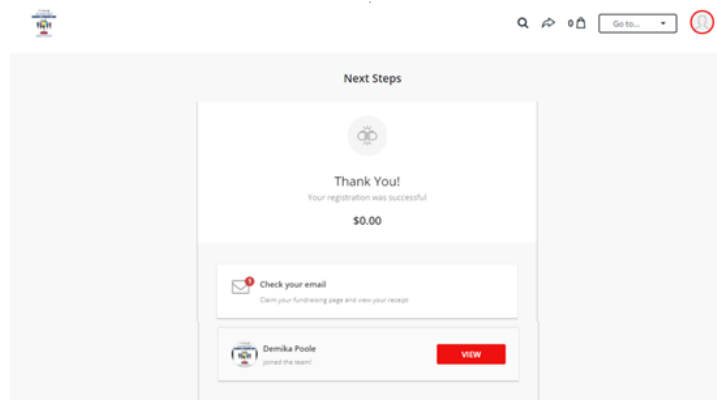 0
Go to...
Next Steps
Thank You!
Your registration was successful
$0.00
Check your email
Claim your fundraising page and view your receipt
Demika Poole
joined the team!
VIEW